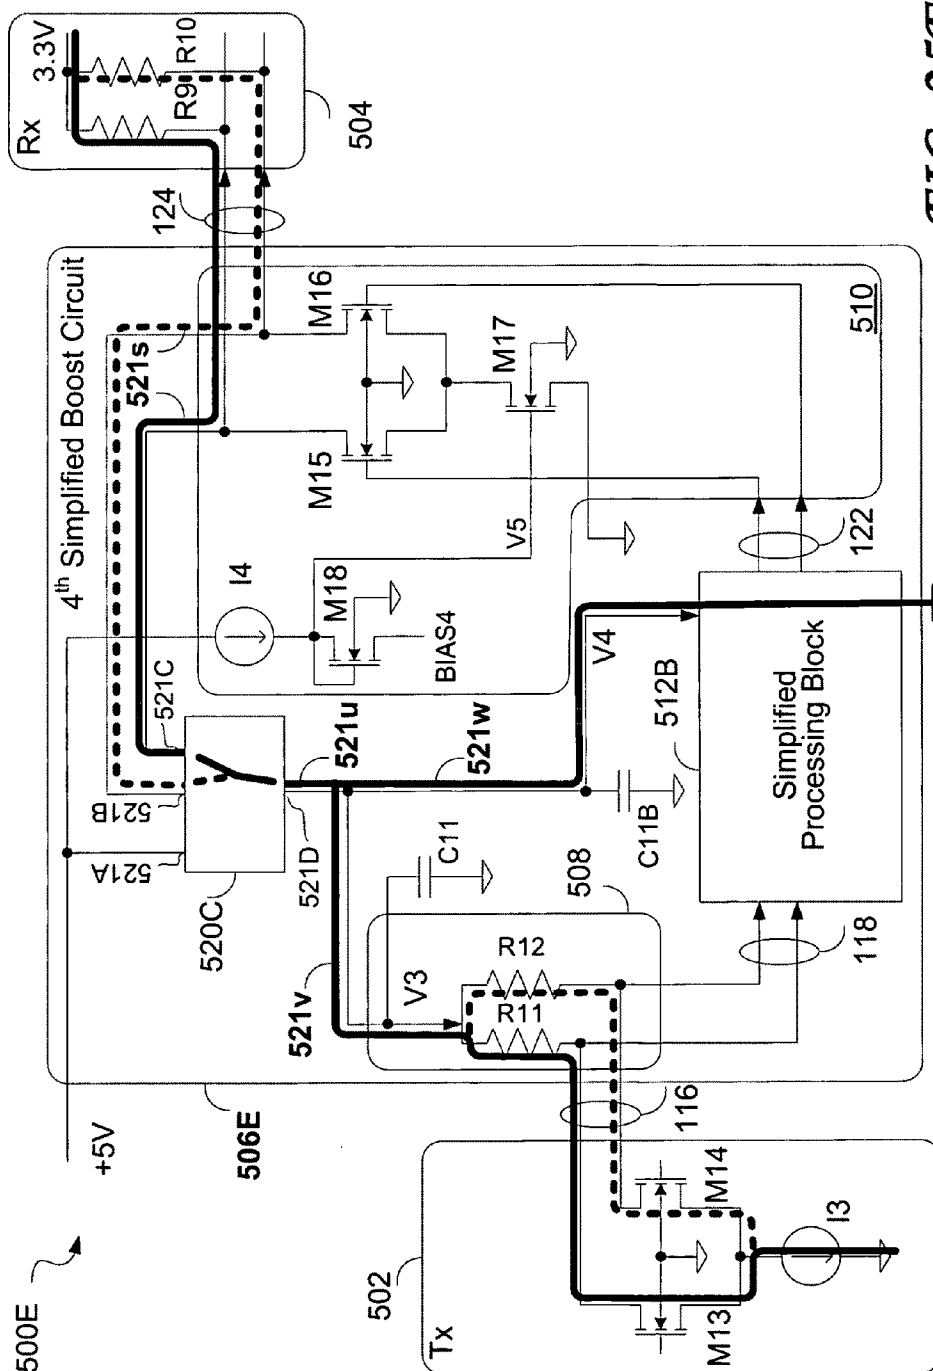 500E
+5V
506E
4th Simplified Boost Circuit
Rx
3.3V
R9
R10
504
124
521s
521A
521B
521C
520C
521D
521u
521v
521w
I4
M18
BIAS4
V5
M15
M16
M17
510
V3
C11
508
R12
R11
C11B
V4
512B
Simplified
Processing Block
122
118
116
502
Tx
M13
M14
I3